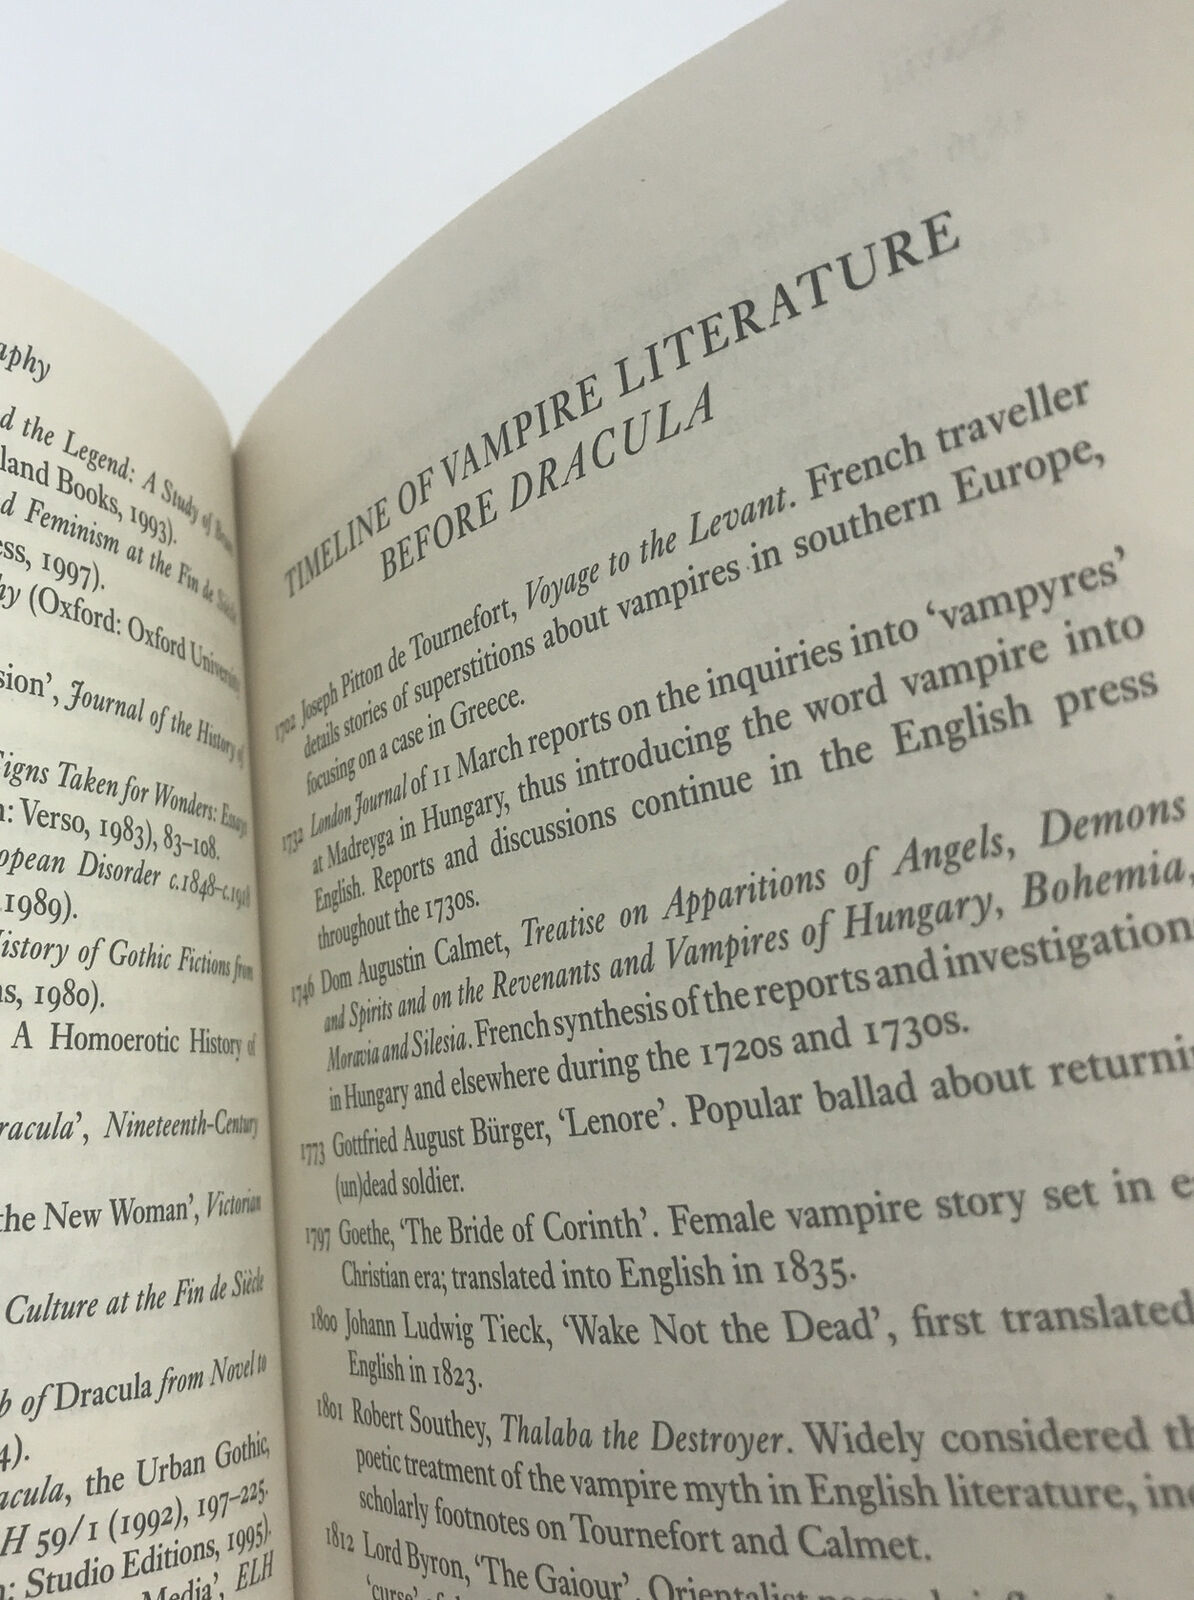 aphy
d the Legend: A Study of
land Books, 1993).
d Feminism at the Fin de Siècle
ss, 1997).
hy (Oxford: Oxford University
sion', Journal of the History of
Signs Taken for Wonders: Essays
n: Verso, 1983), 83–108.
opean Disorder c.1848–c.1918
1989).
History of Gothic Fictions from
ns, 1980).
A Homoerotic History of
racula', Nineteenth-Century
the New Woman', Victorian
Culture at the Fin de Siècle
b of Dracula from Novel to
4).
acula, the Urban Gothic,
H 59/1 (1992), 197–225.
n: Studio Editions, 1995).
Media', ELH
TIMELINE OF VAMPIRE LITERATURE
BEFORE DRACULA
1702 Joseph Pitton de Tournefort, Voyage to the Levant. French traveller
details stories of superstitions about vampires in southern Europe,
focusing on a case in Greece.
1732 London Journal of 11 March reports on the inquiries into 'vampyres'
at Madreyga in Hungary, thus introducing the word vampire into
English. Reports and discussions continue in the English press
throughout the 1730s.
1746 Dom Augustin Calmet, Treatise on Apparitions of Angels, Demons
and Spirits and on the Revenants and Vampires of Hungary, Bohemia,
Moravia and Silesia. French synthesis of the reports and investigation
in Hungary and elsewhere during the 1720s and 1730s.
1773 Gottfried August Bürger, 'Lenore'. Popular ballad about returni
(un)dead soldier.
1797 Goethe, 'The Bride of Corinth'. Female vampire story set in e
Christian era; translated into English in 1835.
1800 Johann Ludwig Tieck, 'Wake Not the Dead', first translated
English in 1823.
1801 Robert Southey, Thalaba the Destroyer. Widely considered th
poetic treatment of the vampire myth in English literature, inc
scholarly footnotes on Tournefort and Calmet.
1812 Lord Byron, 'The Giaour'. Orientalist
'curse' of